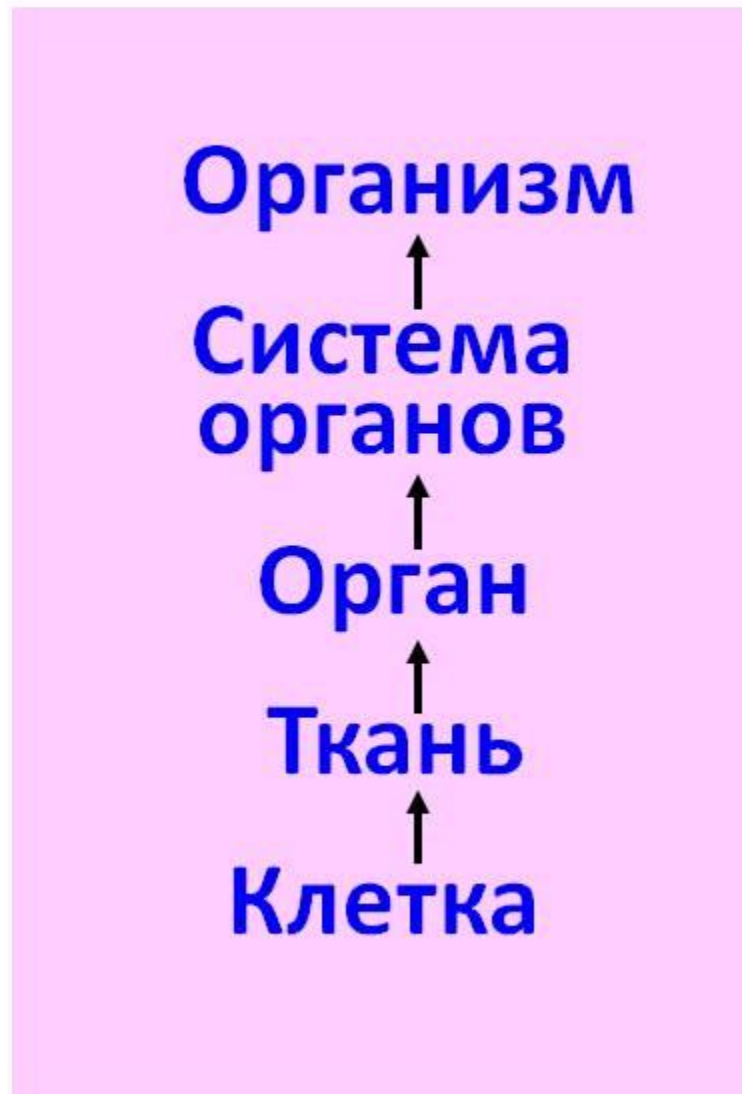 Организм
Система
органов
Орган
Ткань
Клетка